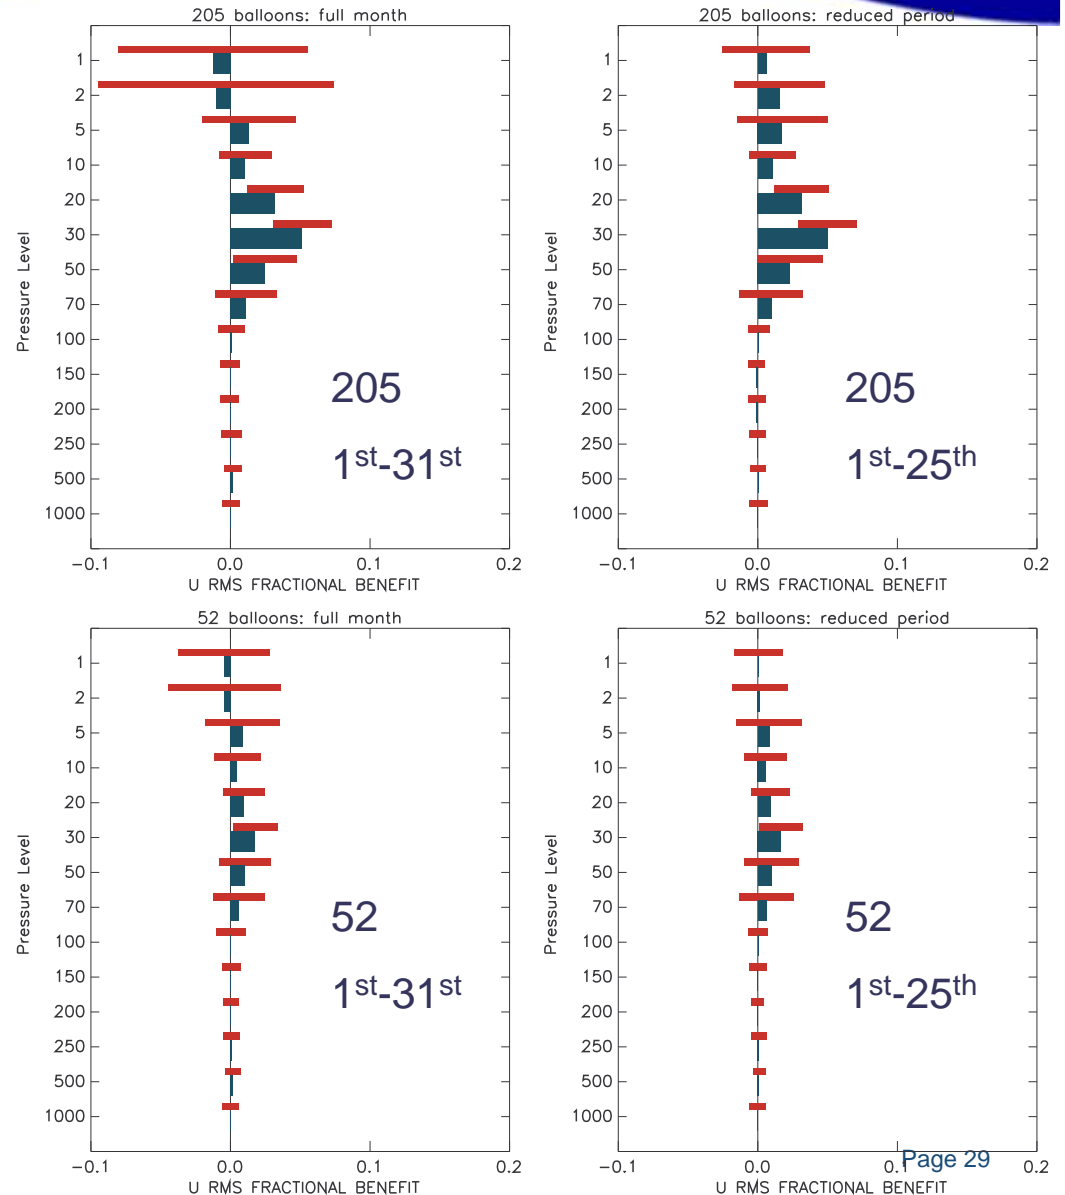 205 balloons: full month
1
2
5
10
20
30
50
70
100
150
200
250
500
1000
Pressure Level
205
1st-31st
−0.1 0.0 0.1 0.2
U RMS FRACTIONAL BENEFIT
205 balloons: reduced period
1
2
5
10
20
30
50
70
100
150
200
250
500
1000
Pressure Level
205
1st-25th
−0.1 0.0 0.1 0.2
U RMS FRACTIONAL BENEFIT
52 balloons: full month
1
2
5
10
20
30
50
70
100
150
200
250
500
1000
Pressure Level
52
1st-31st
−0.1 0.0 0.1 0.2
U RMS FRACTIONAL BENEFIT
52 balloons: reduced period
1
2
5
10
20
30
50
70
100
150
200
250
500
1000
Pressure Level
52
1st-25th
−0.1 0.0 0.1 0.2
U RMS FRACTIONAL BENEFIT
Page 29